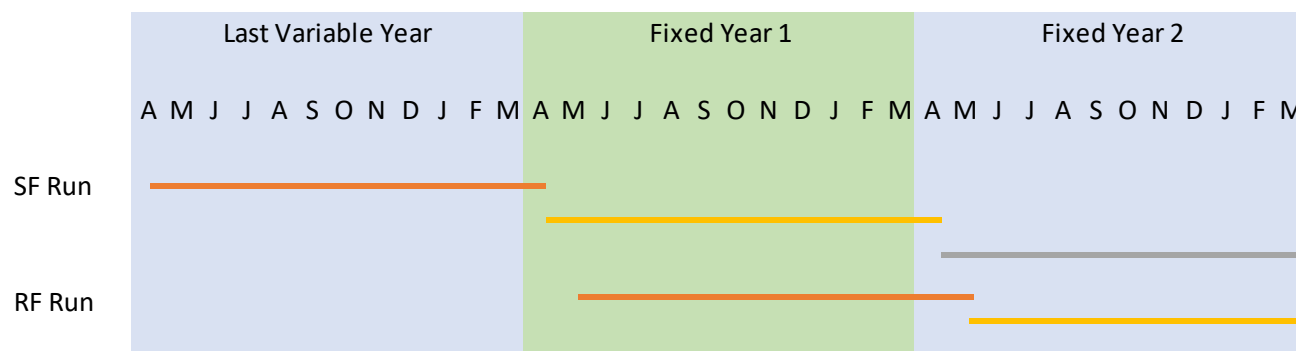 Last Variable Year Fixed Year 1 Fixed Year 2
A M J J A S O N D J F M A M J J A S O N D J F M A M J J A S O N D J F M
SF Run
RF Run